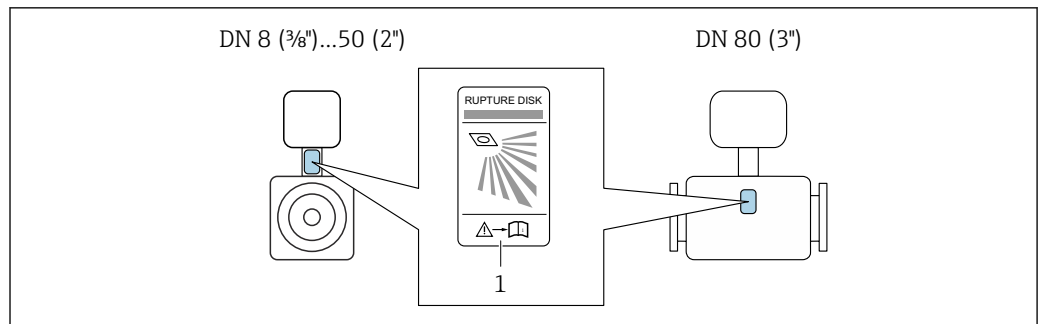 DN 8 (⅜")...50 (2")
DN 80 (3")
RUPTURE DISK
i
1